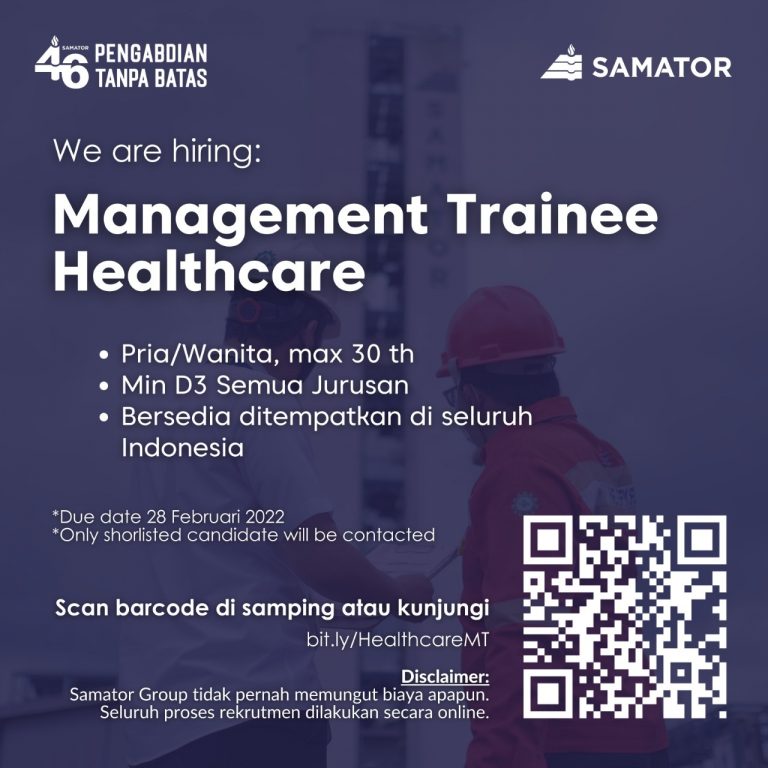 SAMATOR
46 PENGABDIAN
TANPA BATAS
SAMATOR
We are hiring:
Management Trainee
Healthcare
• Pria/Wanita, max 30 th
• Min D3 Semua Jurusan
• Bersedia ditempatkan di seluruh
Indonesia
*Due date 28 Februari 2022
*Only shortlisted candidate will be contacted
Scan barcode di samping atau kunjungi
bit.ly/HealthcareMT
Disclaimer:
Samator Group tidak pernah memungut biaya apapun.
Seluruh proses rekrutmen dilakukan secara online.
SAMATOR